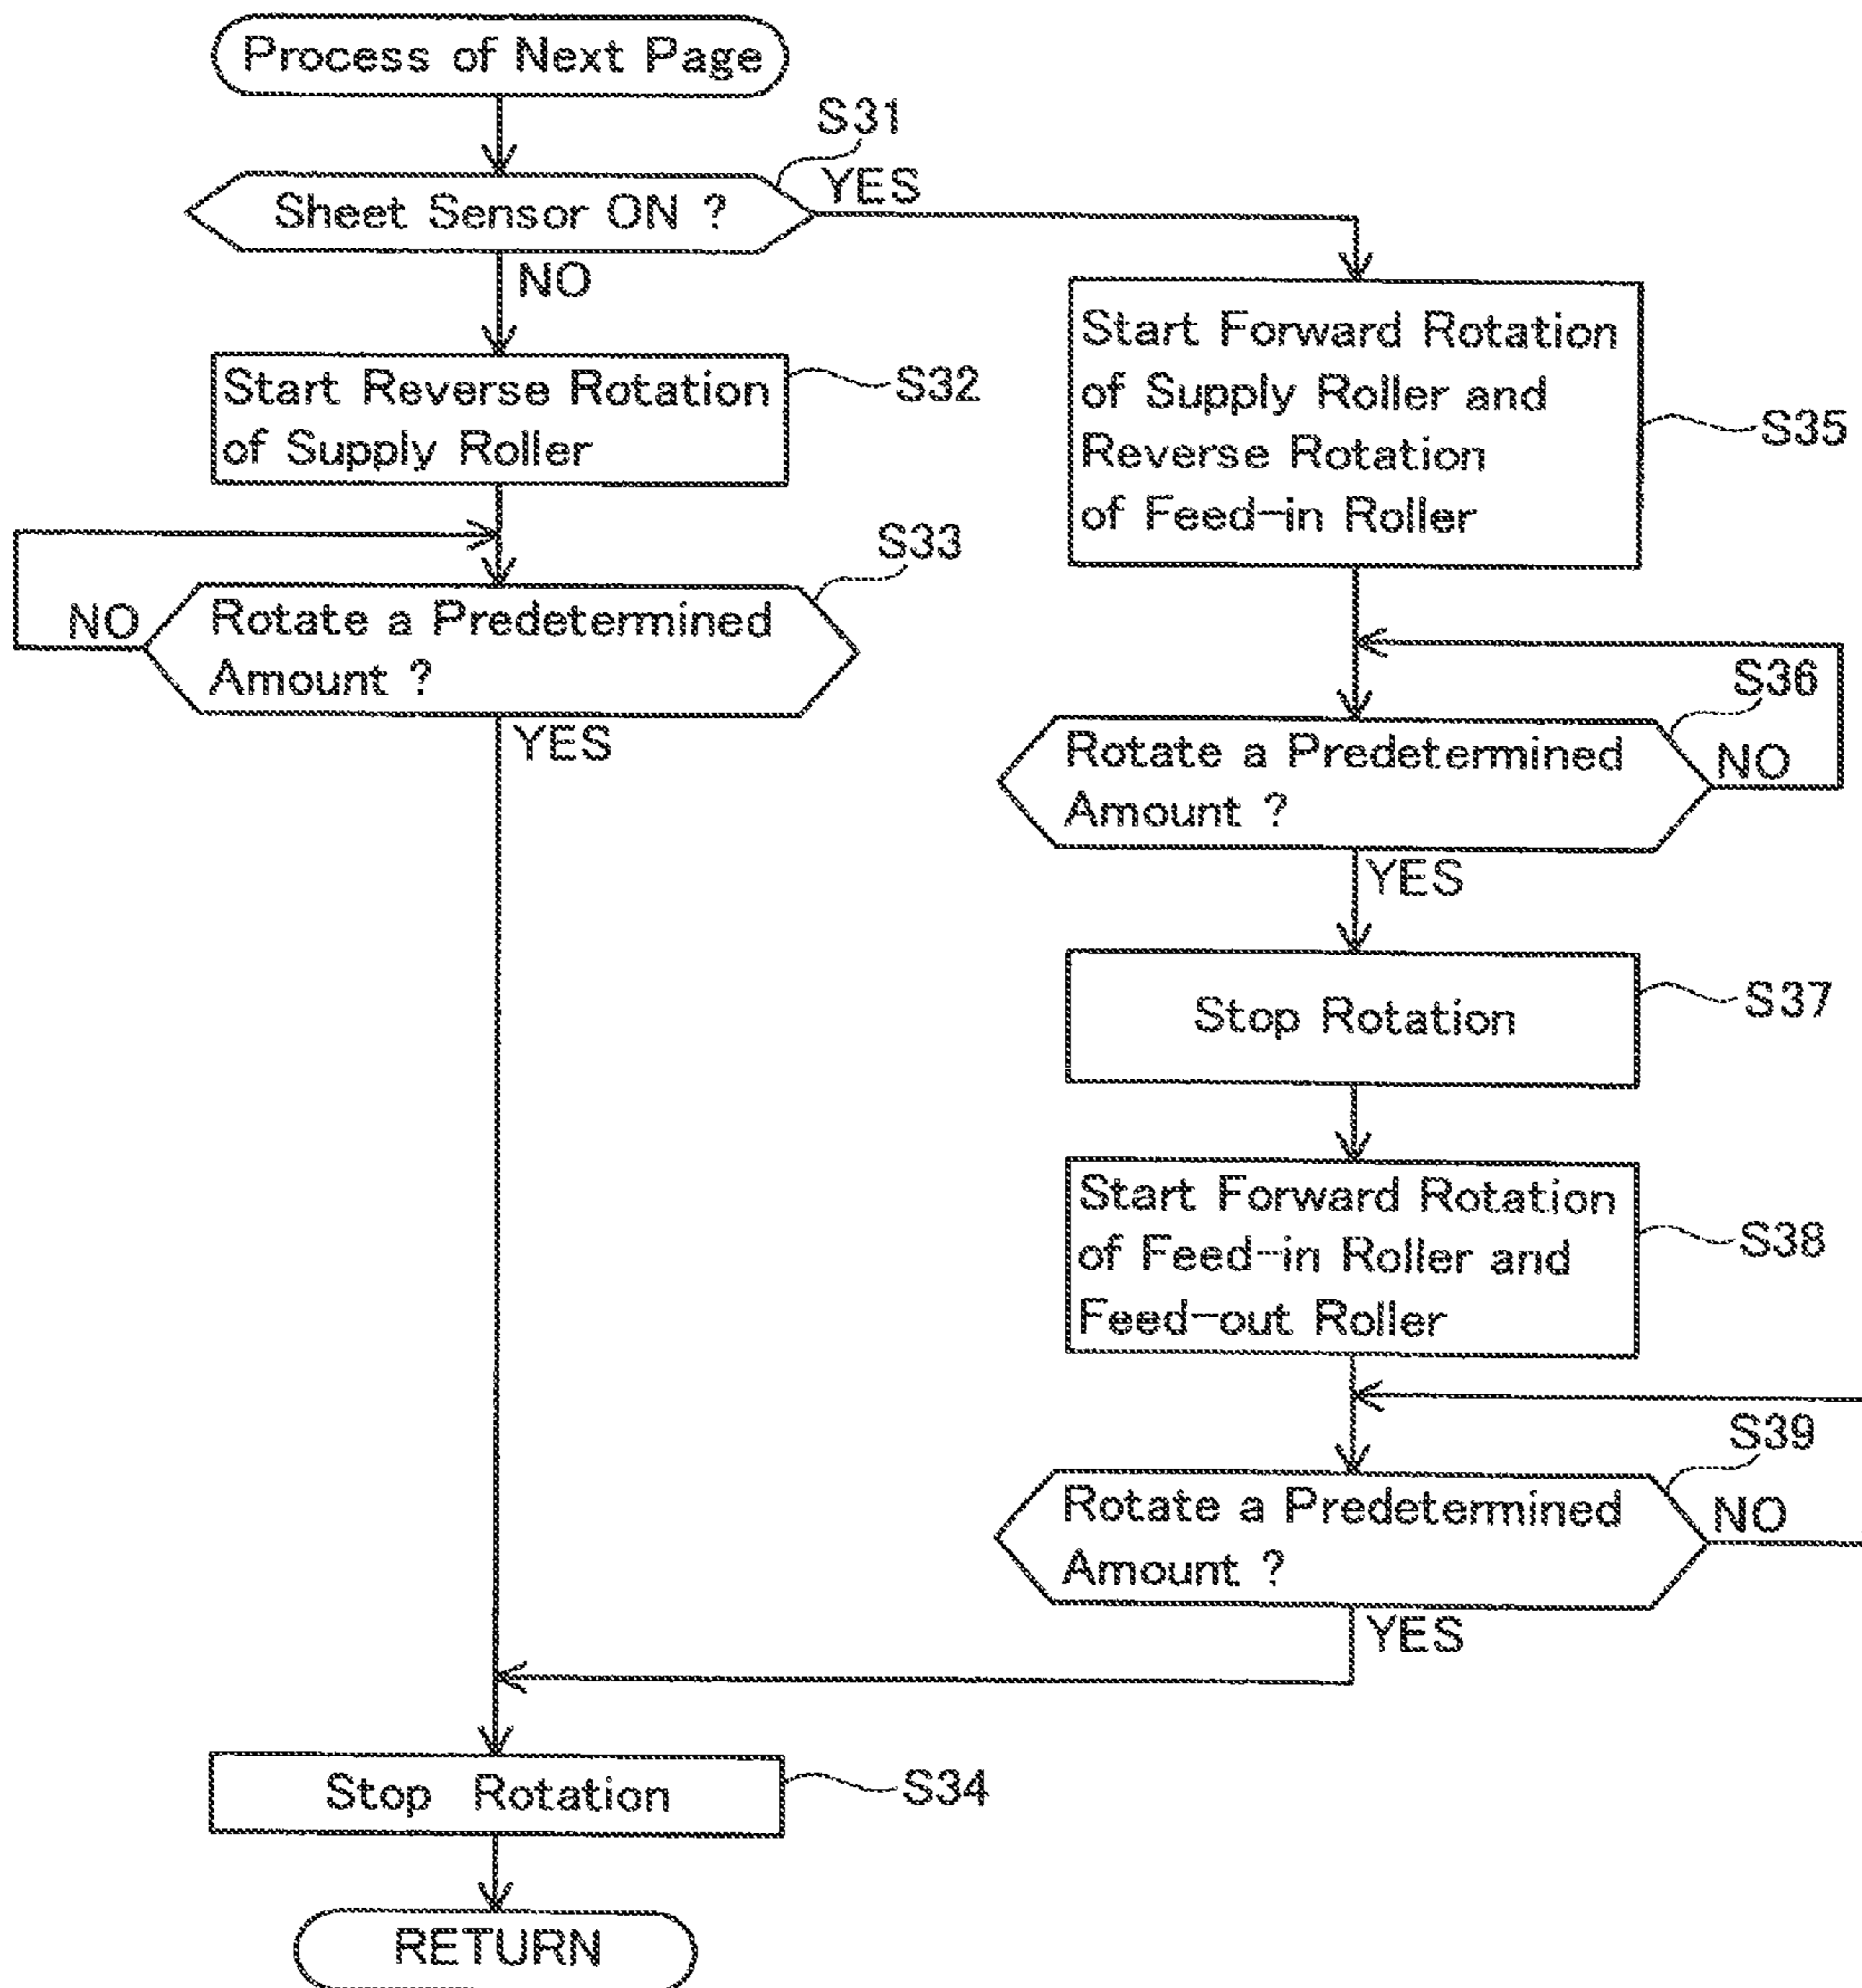 Process of Next Page
S31
Sheet Sensor ON ?
YES
NO
Start Reverse Rotation
of Supply Roller
S32
NO
Rotate a Predetermined
Amount ?
S33
YES
Start Forward Rotation
of Supply Roller and
Reverse Rotation
of Feed-in Roller
S35
S36
Rotate a Predetermined
Amount ?
NO
YES
Stop Rotation
S37
Start Forward Rotation
of Feed-in Roller and
Feed-out Roller
S38
S39
Rotate a Predetermined
Amount ?
NO
YES
Stop Rotation
S34
RETURN